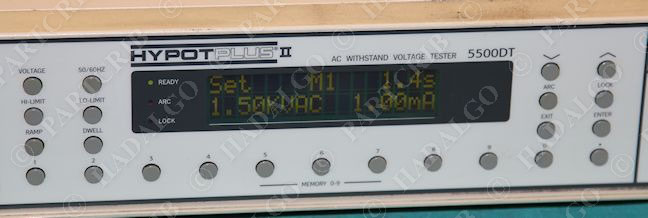 HYPOT PLUS® II
AC WITHSTAND VOLTAGE TESTER 5500DT
VOLTAGE 50/60HZ
HI-LIMIT LO-LIMIT
RAMP DWELL
READY
ARC
LOCK
Set M1 1.4s
1.50kVAC 1.00mA
ARC LOCK
EXIT ENTER
1 2 3 4 5 6 7 8 9
MEMORY 0-9
© HADALGO
© PARTCRIB